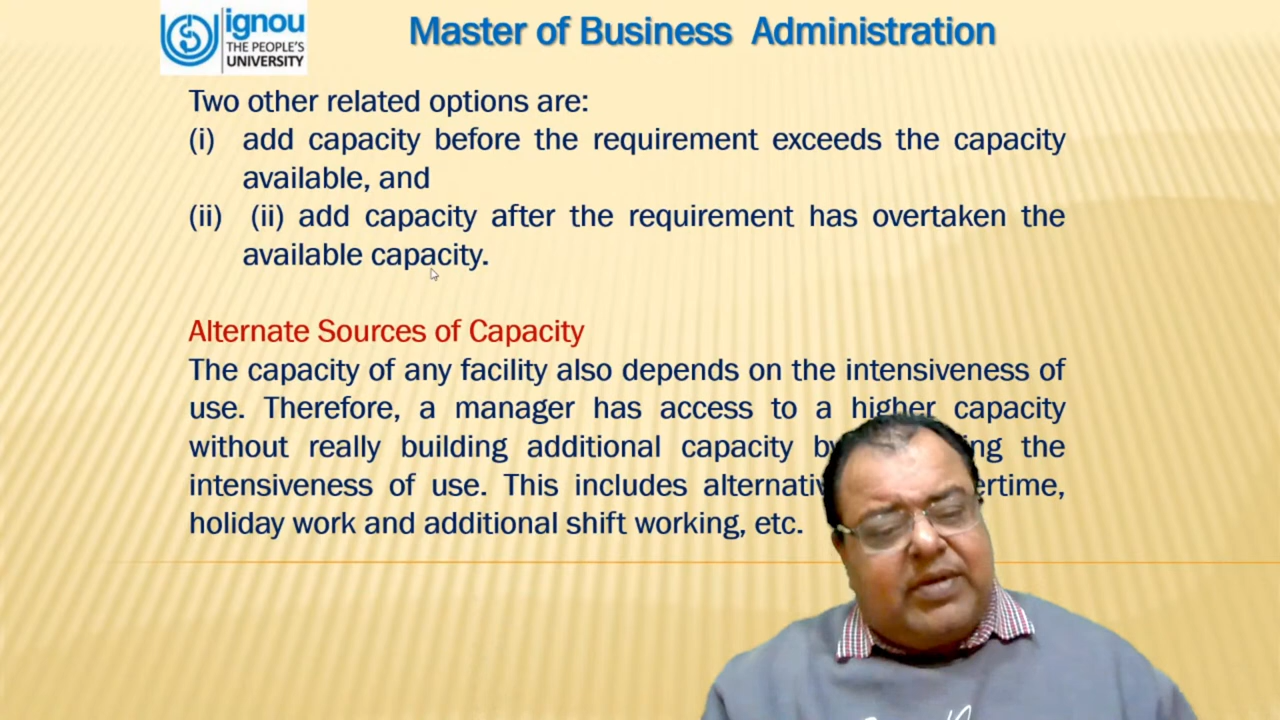 ignou
THE PEOPLE'S
UNIVERSITY
Master of Business Administration
Two other related options are:
(i) add capacity before the requirement exceeds the capacity
available, and
(ii) (ii) add capacity after the requirement has overtaken the
available capacity.
Alternate Sources of Capacity
The capacity of any facility also depends on the intensiveness of
use. Therefore, a manager has access to a higher capacity
without really building additional capacity the
intensiveness of use. This includes
holiday work and additional shift working, etc.